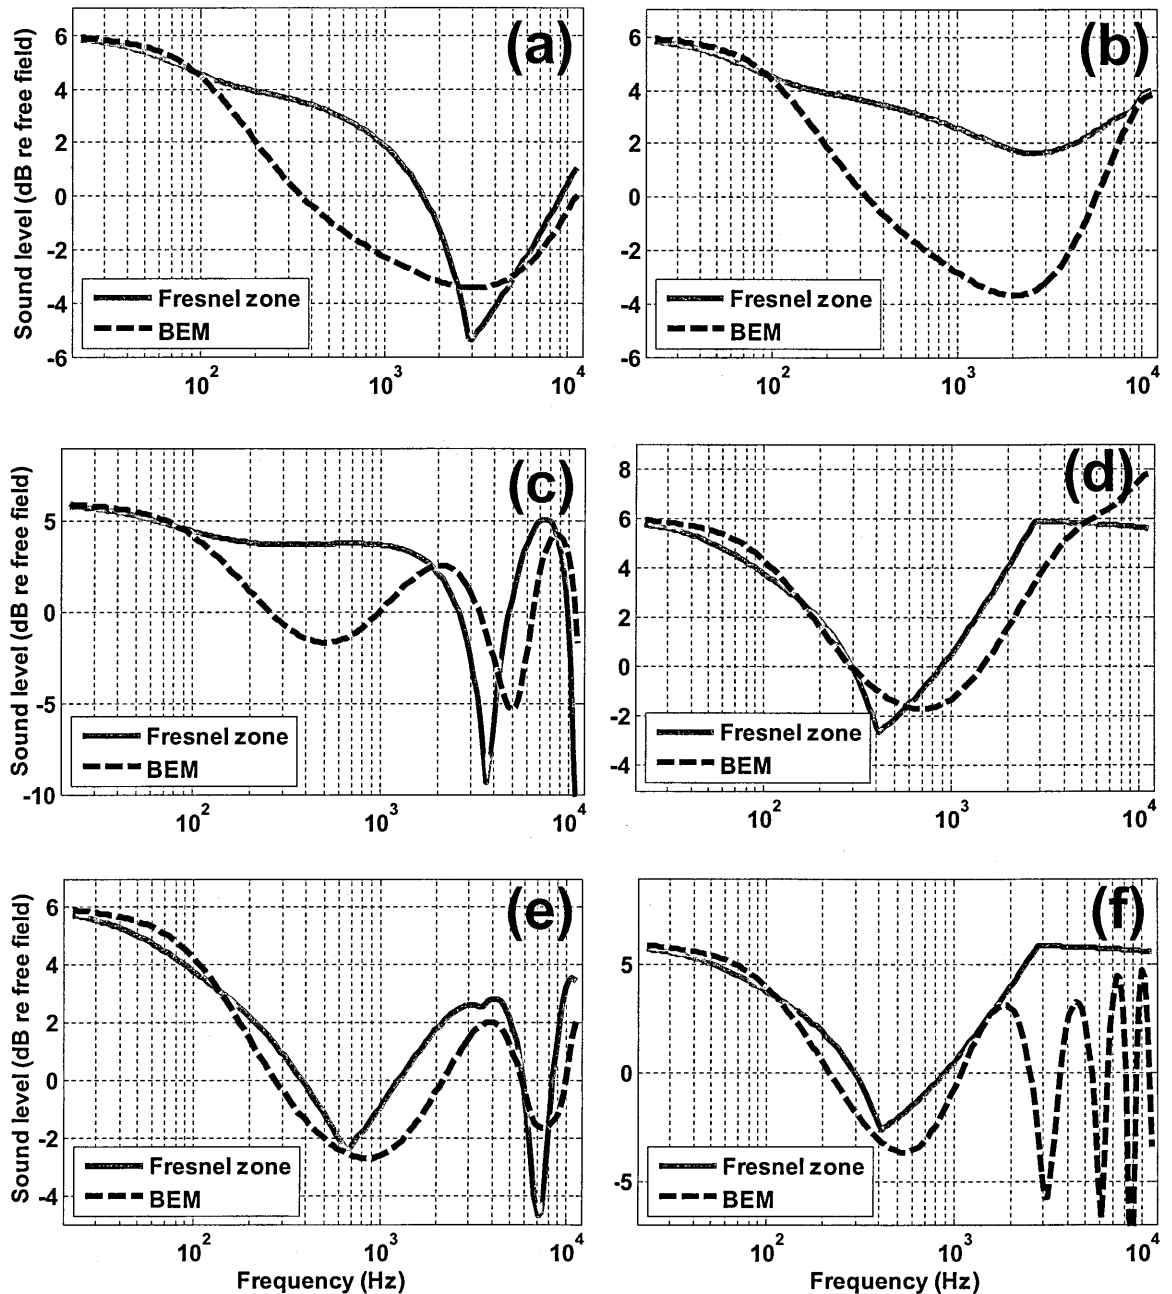 (a)
Sound level (dB re free field)
6
4
2
0
-2
-4
-6
Fresnel zone
BEM
10^2
10^3
10^4
(b)
6
4
2
0
-2
-4
-6
Fresnel zone
BEM
10^2
10^3
10^4
(c)
Sound level (dB re free field)
5
0
-5
-10
Fresnel zone
BEM
10^2
10^3
10^4
(d)
8
6
4
2
0
-2
-4
Fresnel zone
BEM
10^2
10^3
10^4
(e)
Sound level (dB re free field)
6
4
2
0
-2
-4
Fresnel zone
BEM
10^2
10^3
10^4
Frequency (Hz)
(f)
5
0
-5
Fresnel zone
BEM
10^2
10^3
10^4
Frequency (Hz)